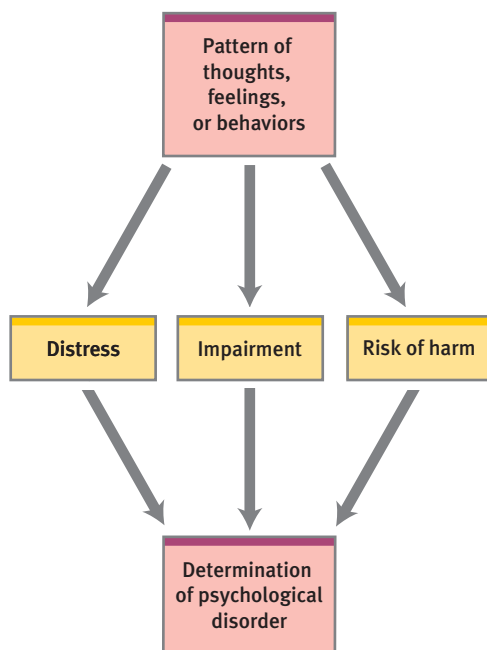 Pattern of
thoughts,
feelings,
or behaviors
Distress
Impairment
Risk of harm
Determination
of psychological
disorder